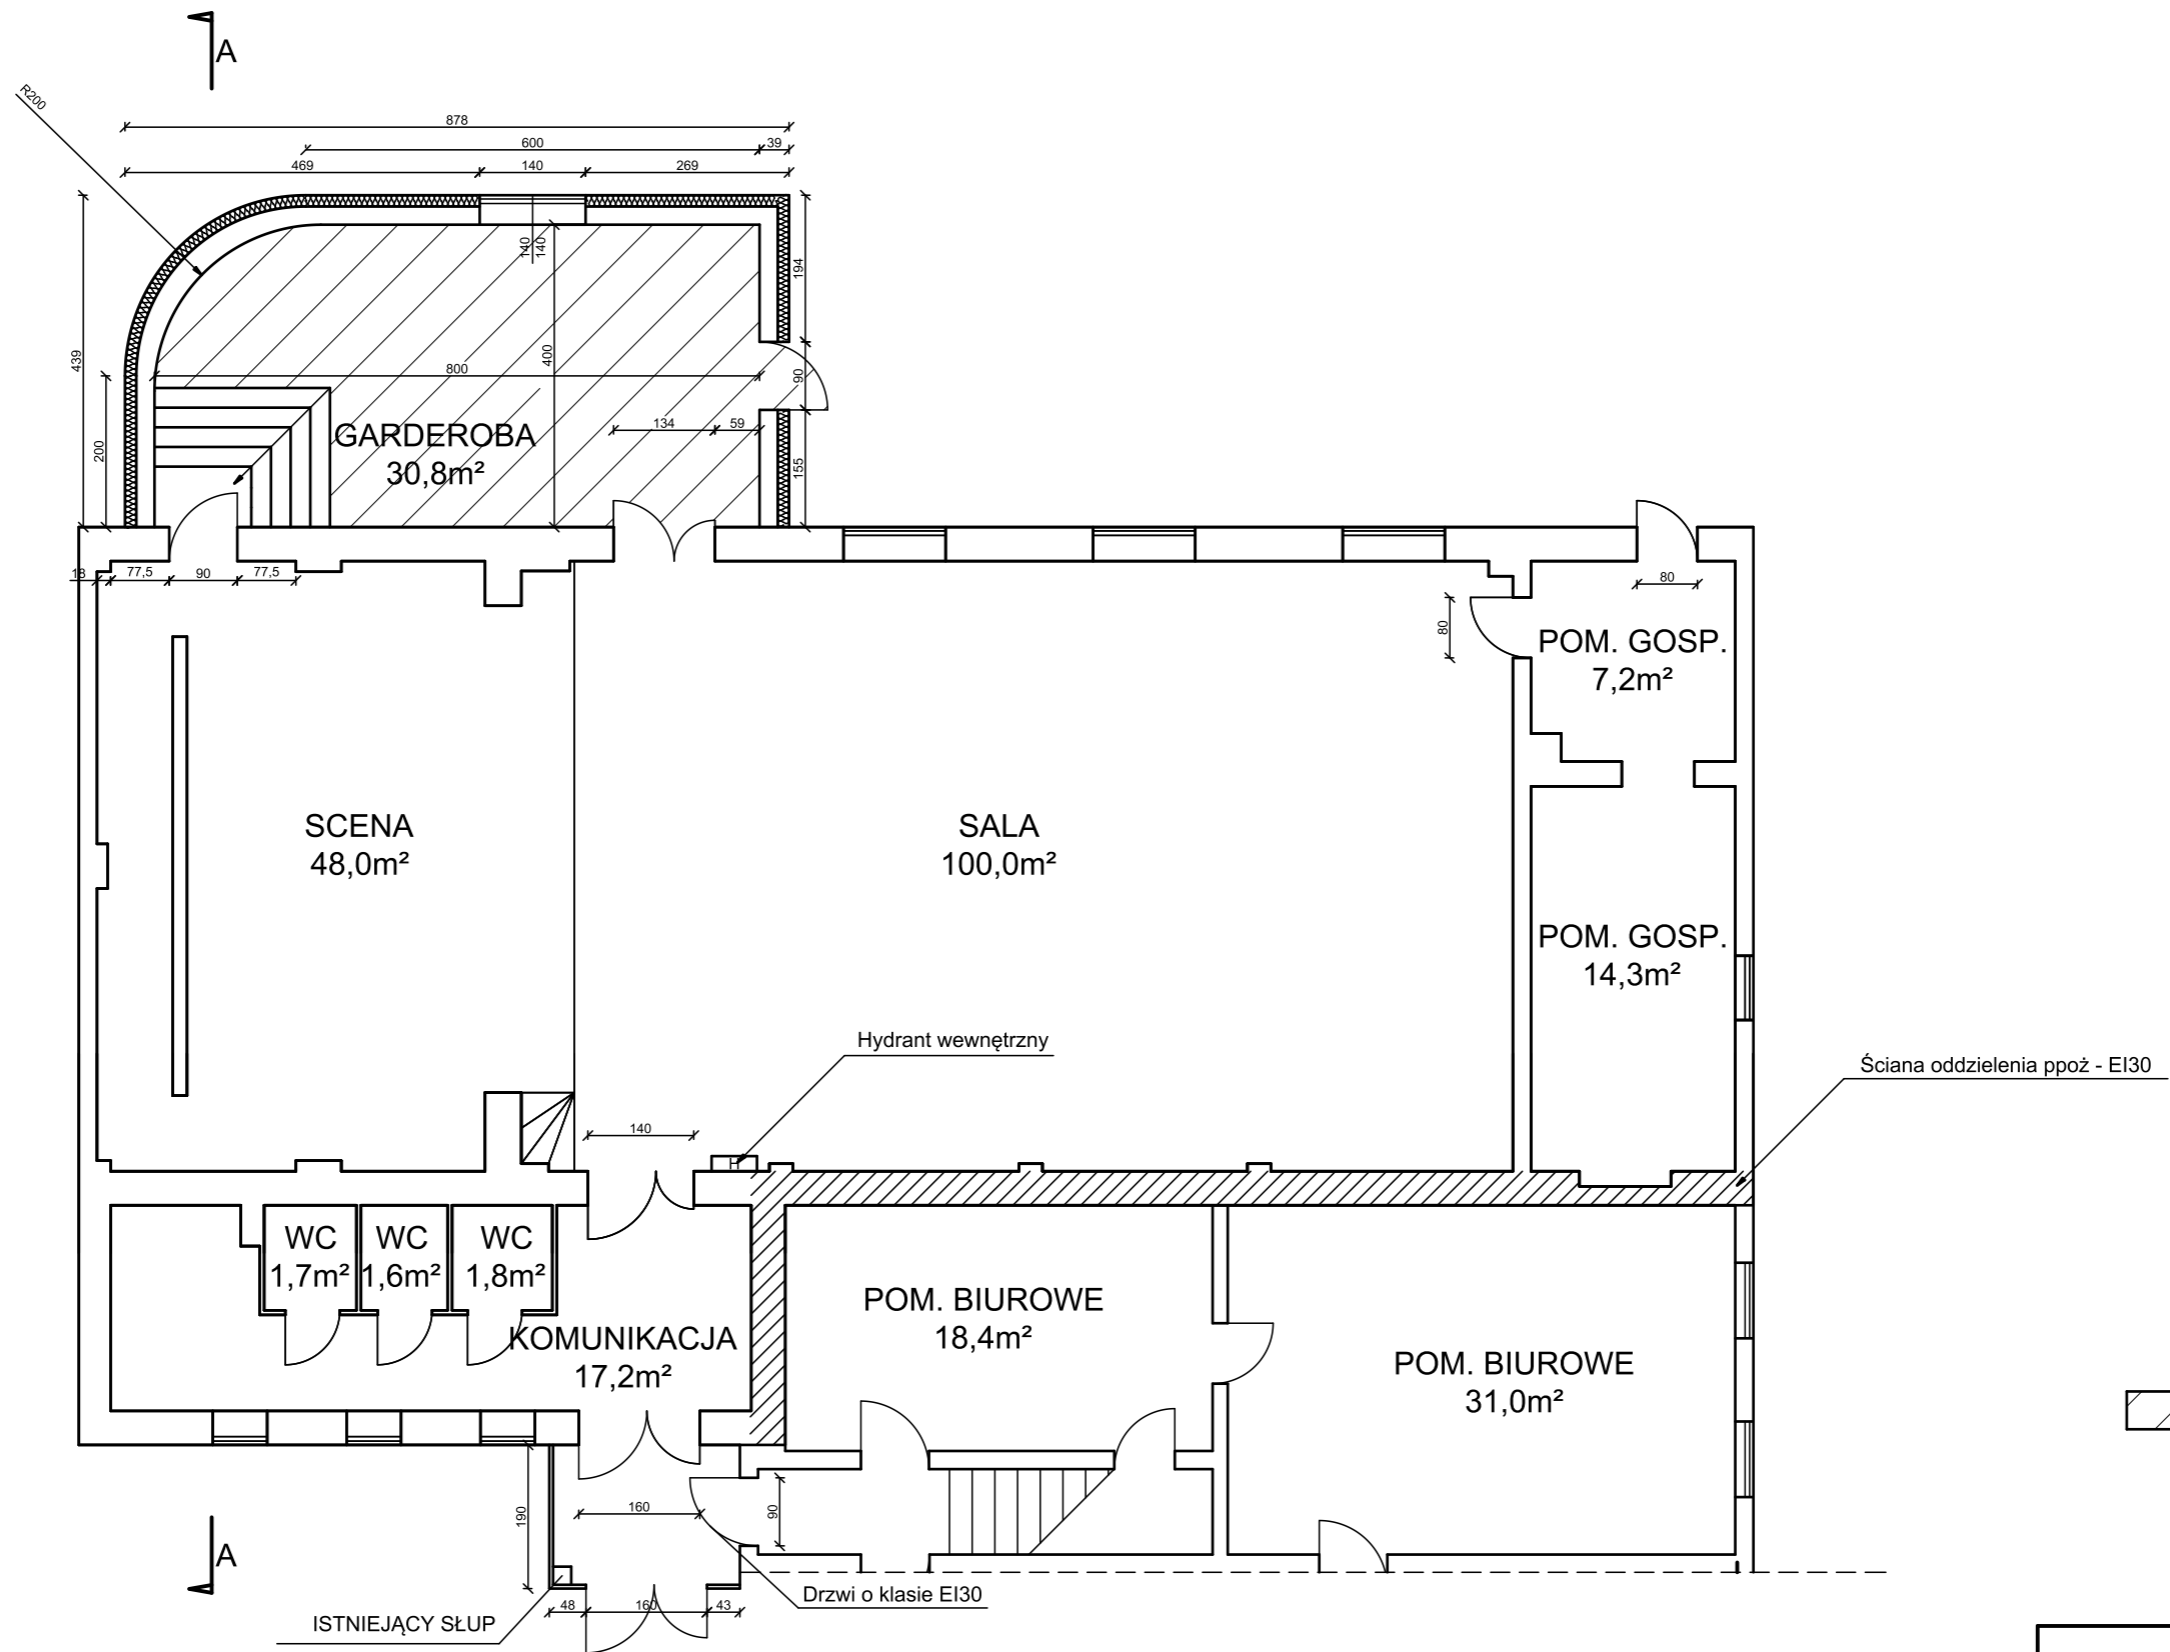 A
R200
878
600
39
469
140
269
439
200
140
140
400
800
194
90
155
134
59
GARDEROBA
30,8m²
18
77,5
90
77,5
80
80
POM. GOSP.
7,2m²
SCENA
48,0m²
SALA
100,0m²
POM. GOSP.
14,3m²
Hydrant wewnętrzny
Ściana oddzielenia ppoż - EI30
140
H
WC
1,7m²
WC
1,6m²
WC
1,8m²
KOMUNIKACJA
17,2m²
POM. BIUROWE
18,4m²
POM. BIUROWE
31,0m²
190
160
90
A
Drzwi o klasie EI30
48
160
43
ISTNIEJĄCY SŁUP